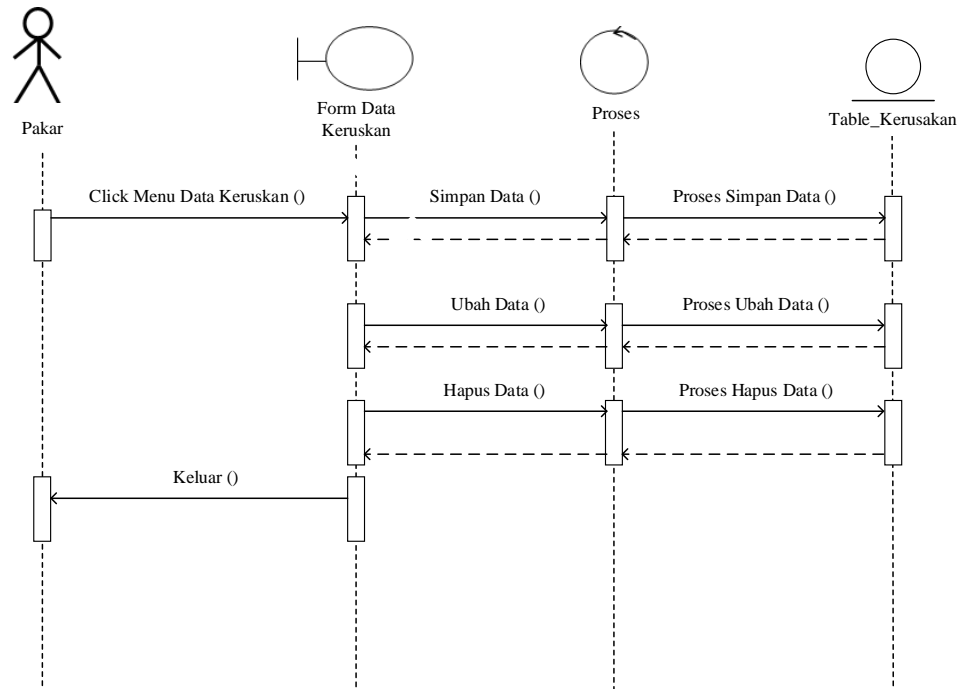 Pakar
Form Data
Keruskan
Proses
Table_Kerusakan
Click Menu Data Keruskan ()
Simpan Data ()
Proses Simpan Data ()
Ubah Data ()
Proses Ubah Data ()
Hapus Data ()
Proses Hapus Data ()
Keluar ()